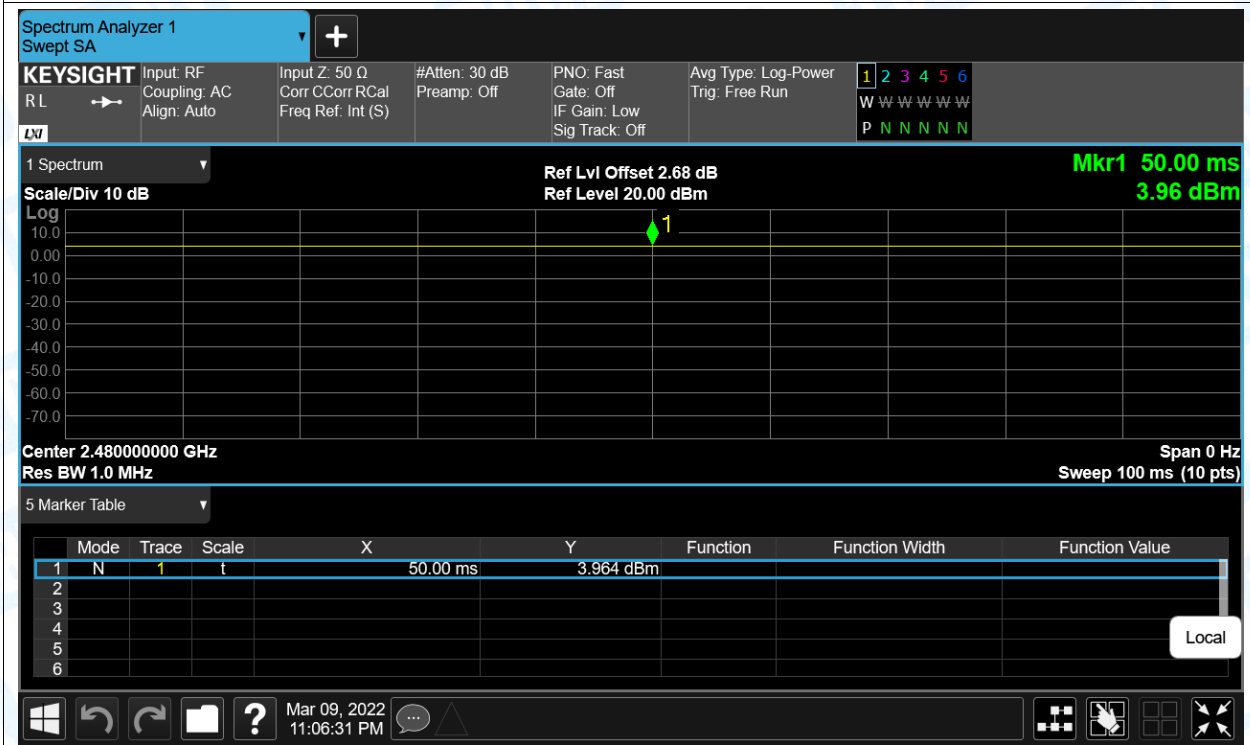 Spectrum Analyzer 1
Swept SA
KEYSIGHT
R L
LXI
Input: RF
Coupling: AC
Align: Auto
Input Z: 50 Ω
Corr CCorr RCal
Freq Ref: Int (S)
#Atten: 30 dB
Preamp: Off
PNO: Fast
Gate: Off
IF Gain: Low
Sig Track: Off
Avg Type: Log-Power
Trig: Free Run
1 2 3 4 5 6
W W W W W W
P N N N N N
1 Spectrum
Scale/Div 10 dB
Ref Lvl Offset 2.68 dB
Ref Level 20.00 dBm
Mkr1 50.00 ms
3.96 dBm
Log
1
10.0
0.00
-10.0
-20.0
-30.0
-40.0
-50.0
-60.0
-70.0
Center 2.480000000 GHz
Span 0 Hz
Res BW 1.0 MHz
Sweep 100 ms (10 pts)
5 Marker Table
Mode Trace Scale X Y Function Function Width Function Value
1 N 1 t 50.00 ms 3.964 dBm
2
3
4
5
6
Local
?
Mar 09, 2022
11:06:31 PM